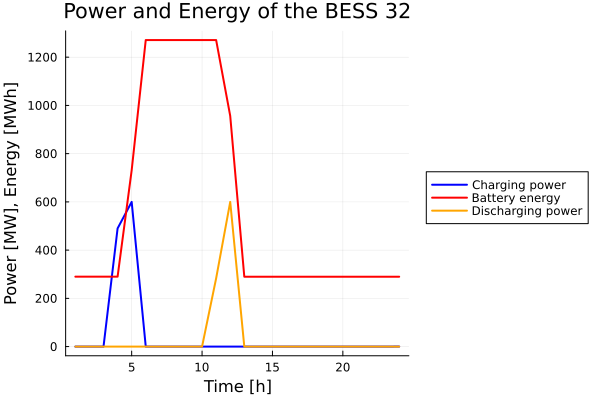 Power and Energy of the BESS 32
Power [MW], Energy [MWh]
1200
1000
800
600
400
200
0
5
10
15
20
Time [h]
Charging power
Battery energy
Discharging power